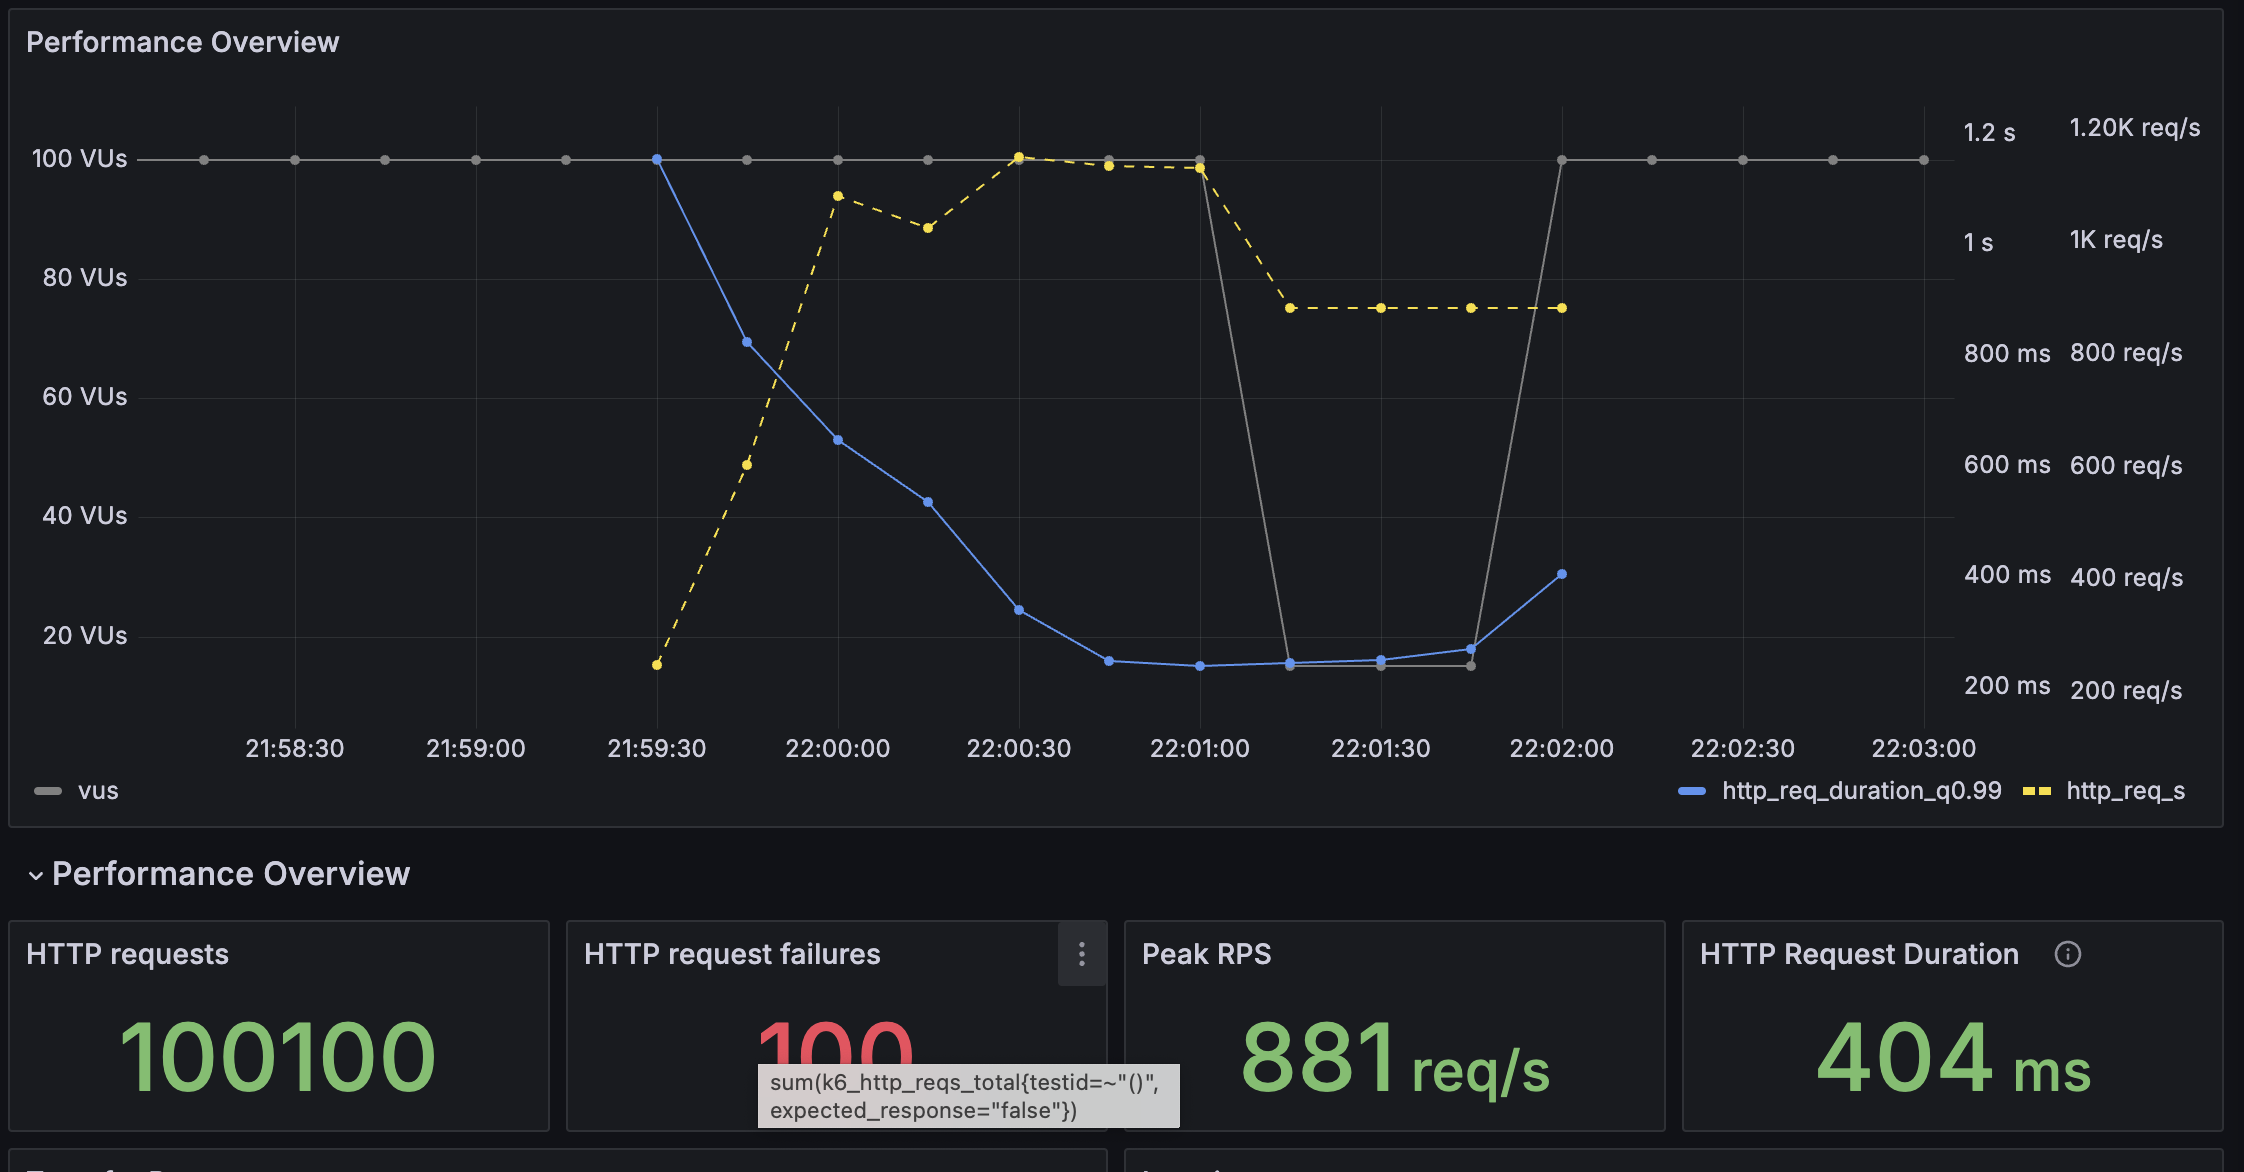 Performance Overview
1.2 s
1.20K req/s
100 VUs
1 s
1K req/s
80 VUs
800 ms
800 req/s
60 VUs
600 ms
600 req/s
40 VUs
400 ms
400 req/s
20 VUs
200 ms
200 req/s
21:58:30
21:59:00
21:59:30
22:00:00
22:00:30
22:01:00
22:01:30
22:02:00
22:02:30
22:03:00
vus
http_req_duration_q0.99
http_req_s
Performance Overview
HTTP requests
100100
HTTP request failures
100
sum(k6_http_reqs_total{testid=~"()",
expected_response="false"})
Peak RPS
881 req/s
HTTP Request Duration
404 ms